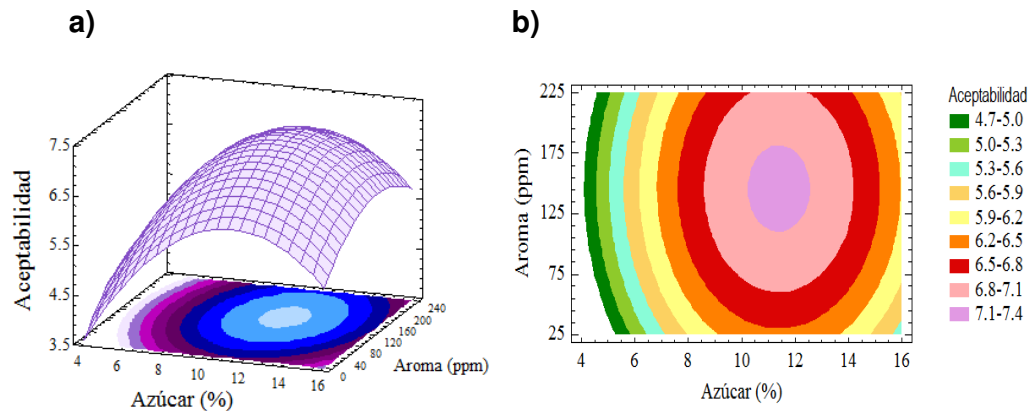 a)
b)
7.5
6.5
5.5
4.5
3.5
Aceptabilidad
4 6 8 10 12 14 16
Azúcar (%)
0 40 80 120 160 200 240
Aroma (ppm)
225
175
125
75
25
Aroma (ppm)
4 6 8 10 12 14 16
Azúcar (%)
Aceptabilidad
4.7-5.0
5.0-5.3
5.3-5.6
5.6-5.9
5.9-6.2
6.2-6.5
6.5-6.8
6.8-7.1
7.1-7.4